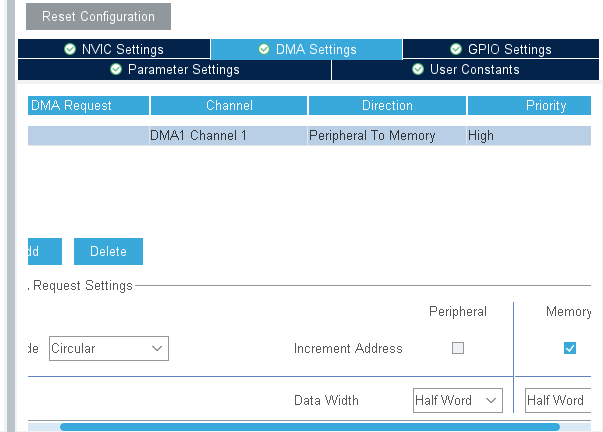 Reset Configuration
NVIC Settings DMA Settings GPIO Settings
Parameter Settings User Constants
DMA Request Channel Direction Priority
DMA1 Channel 1 Peripheral To Memory High
dd Delete
. Request Settings
Peripheral Memory
de Circular Increment Address
Data Width Half Word Half Word